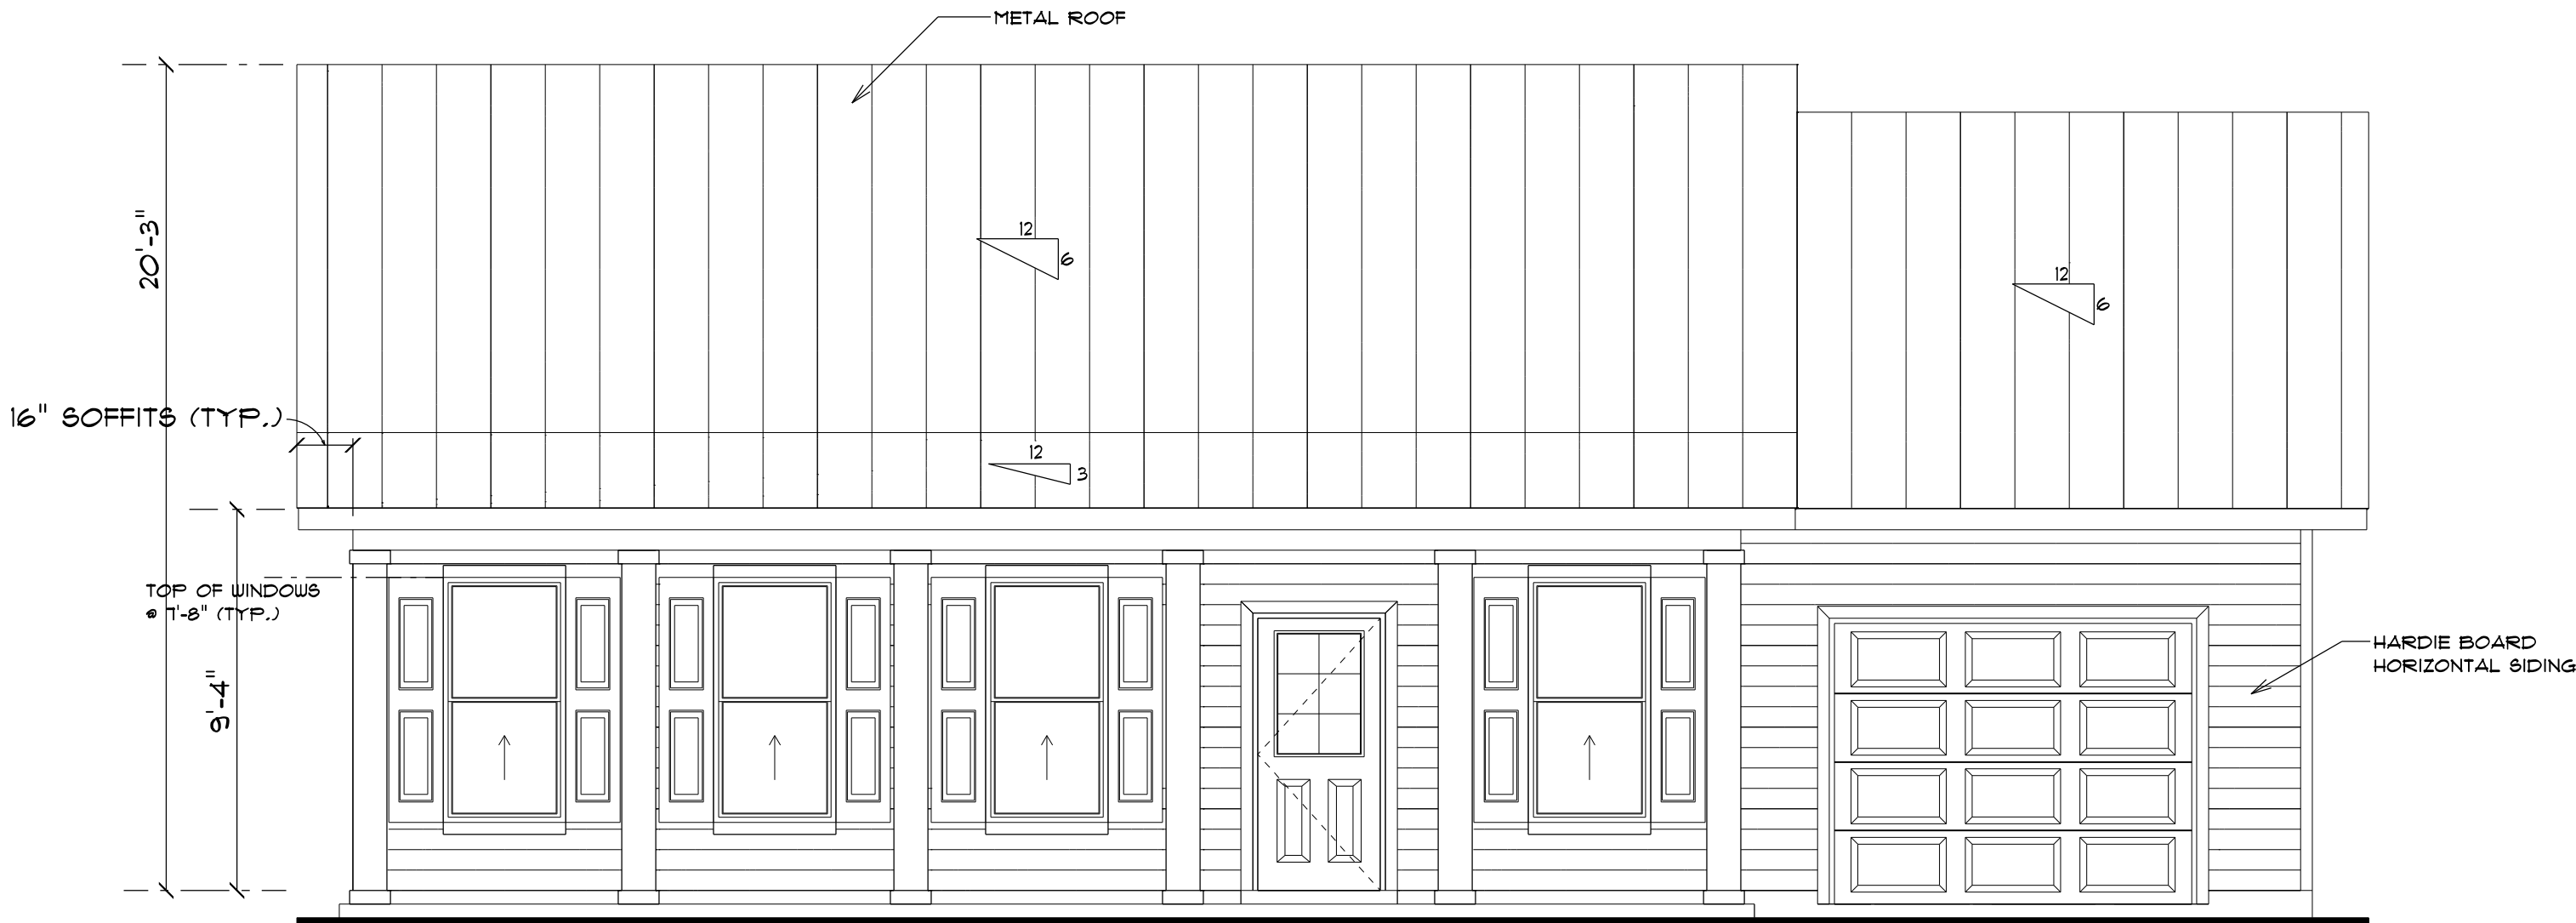 METAL ROOF
20'-3"
12
6
12
6
16" SOFFITS (TYP.)
12
3
TOP OF WINDOWS
@ 7'-8" (TYP.)
9'-4"
HARDIE BOARD
HORIZONTAL SIDING